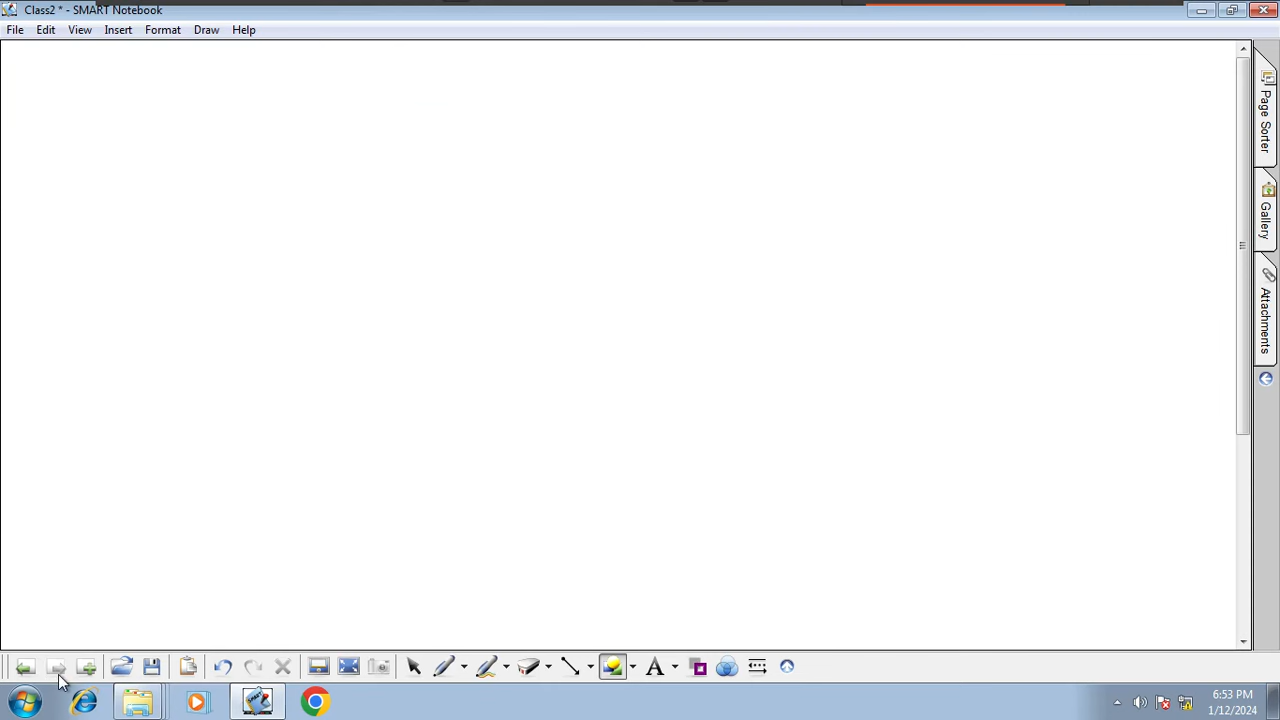 Class2 * - SMART Notebook
File Edit View Insert Format Draw Help
Page Sorter
Gallery
Attachments
A
6:53 PM
1/12/2024